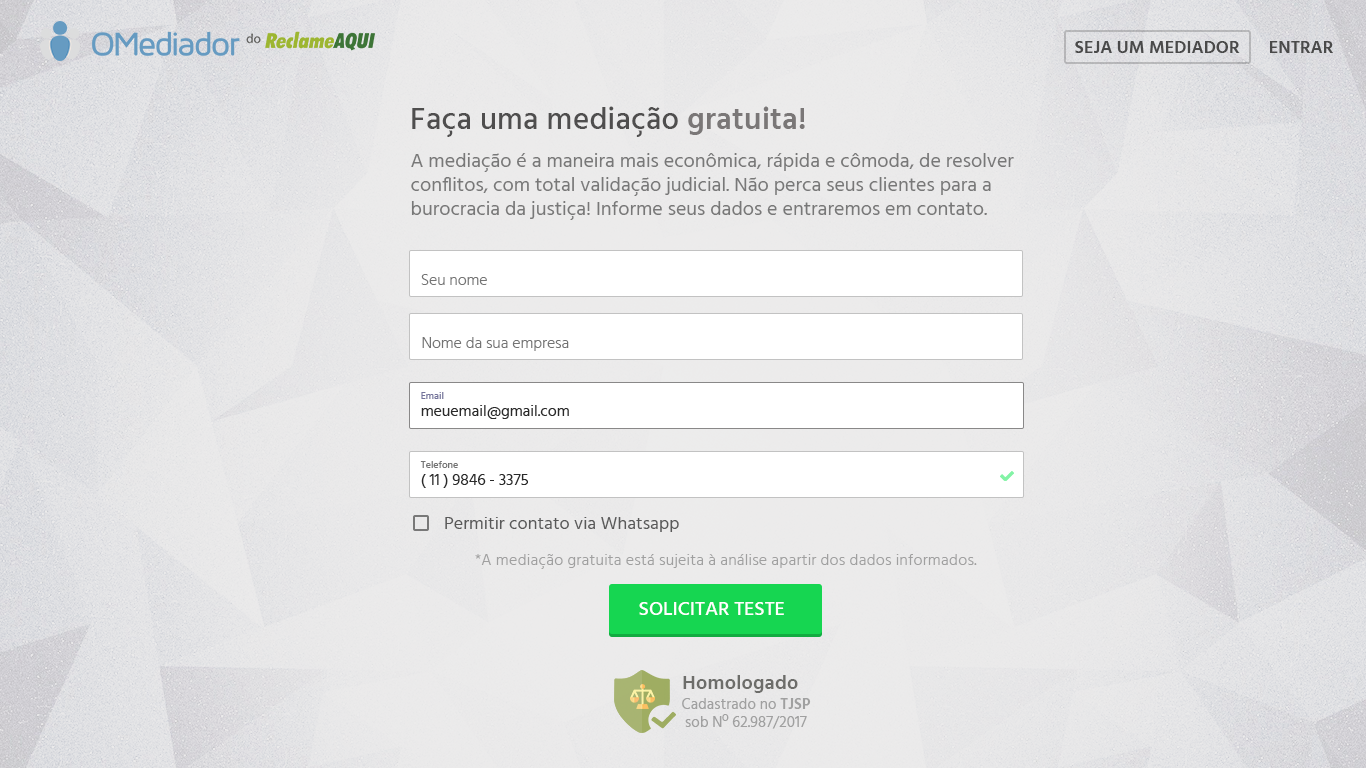 OMediador do ReclameAQUI
SEJA UM MEDIADOR
ENTRAR
Faça uma mediação gratuita!
A mediação é a maneira mais econômica, rápida e cômoda, de resolver
conflitos, com total validação judicial. Não perca seus clientes para a
burocracia da justiça! Informe seus dados e entraremos em contato.
Seu nome
Nome da sua empresa
Email
meuemail@gmail.com
Telefone
( 11 ) 9846 - 3375
Permitir contato via Whatsapp
*A mediação gratuita está sujeita à análise apartir dos dados informados.
SOLICITAR TESTE
Homologado
Cadastrado no TJSP
sob Nº 62.987/2017